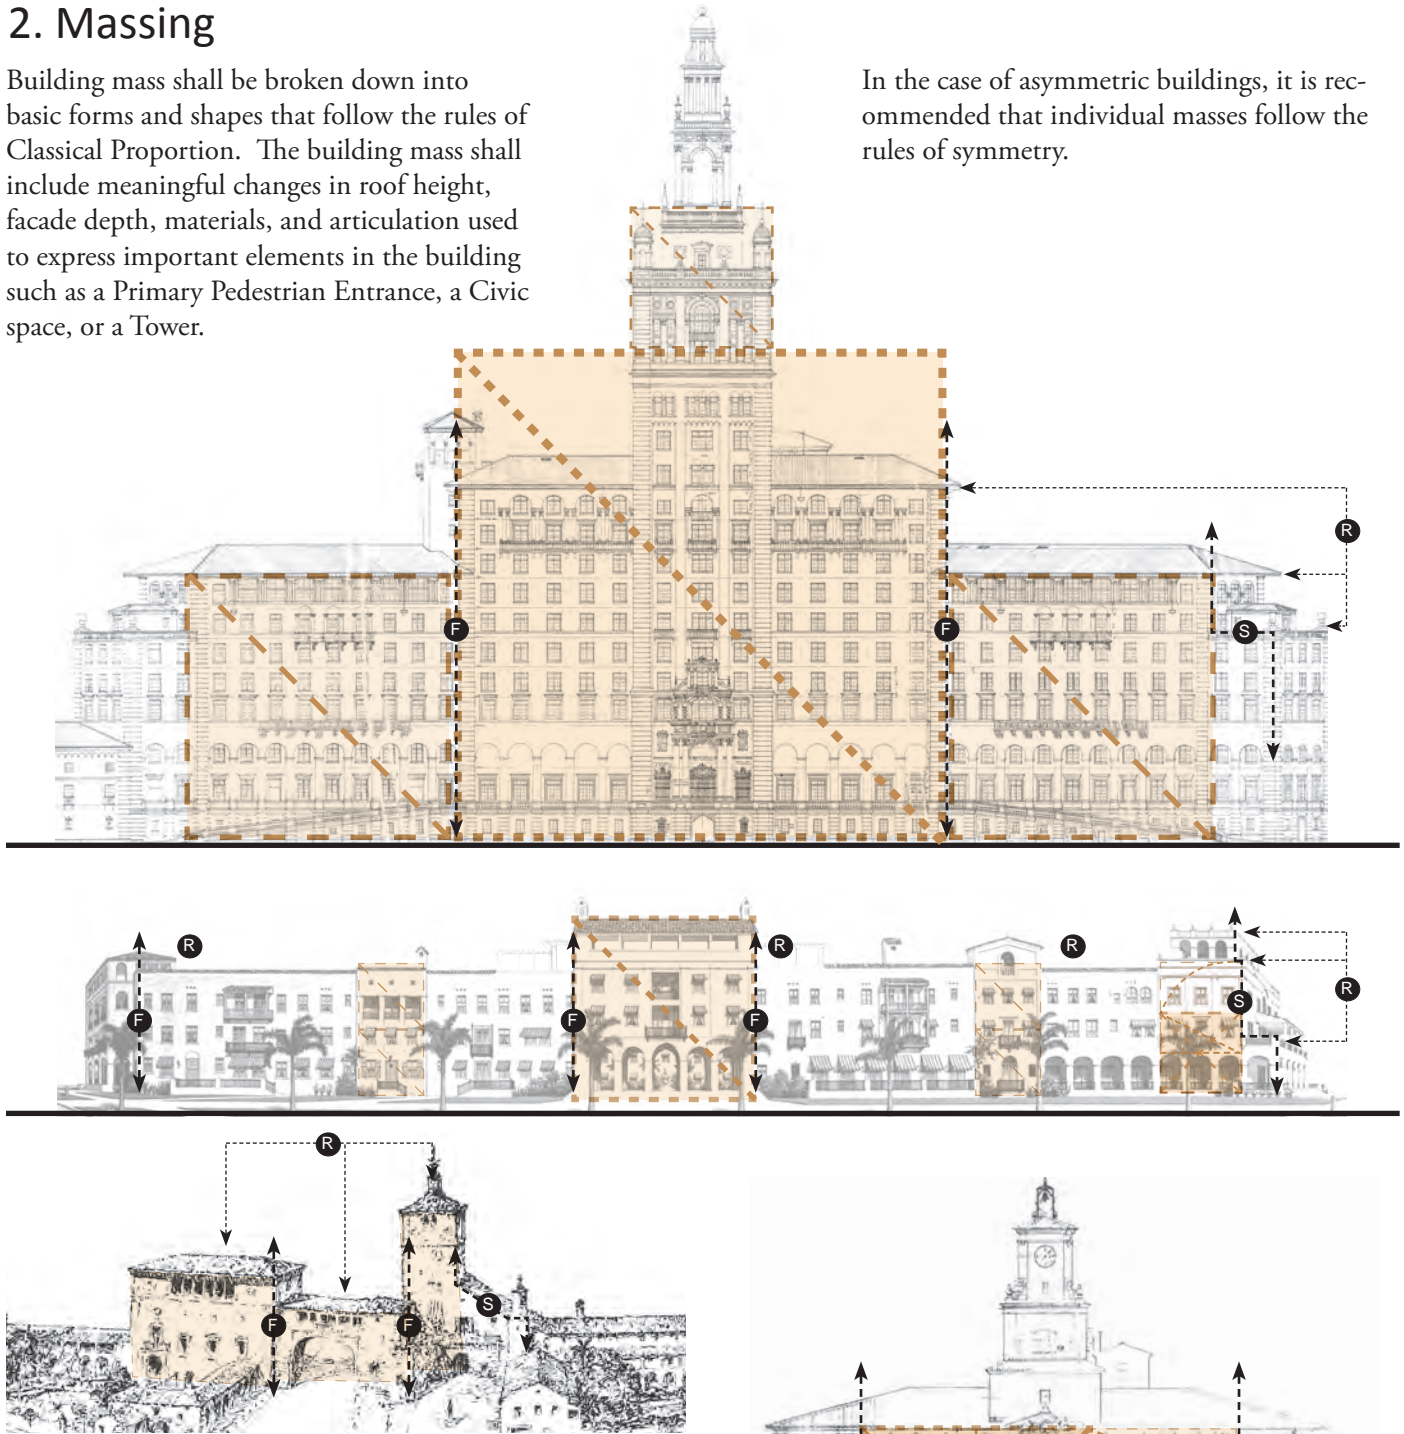 2. Massing
Building mass shall be broken down into
basic forms and shapes that follow the rules of
Classical Proportion.  The building mass shall
include meaningful changes in roof height,
facade depth, materials, and articulation used
to express important elements in the building
such as a Primary Pedestrian Entrance, a Civic
space, or a Tower.
In the case of asymmetric buildings, it is rec-
ommended that individual masses follow the
rules of symmetry.
R
F
F
S
R
R
R
F
F
F
S
R
R
S
F
F